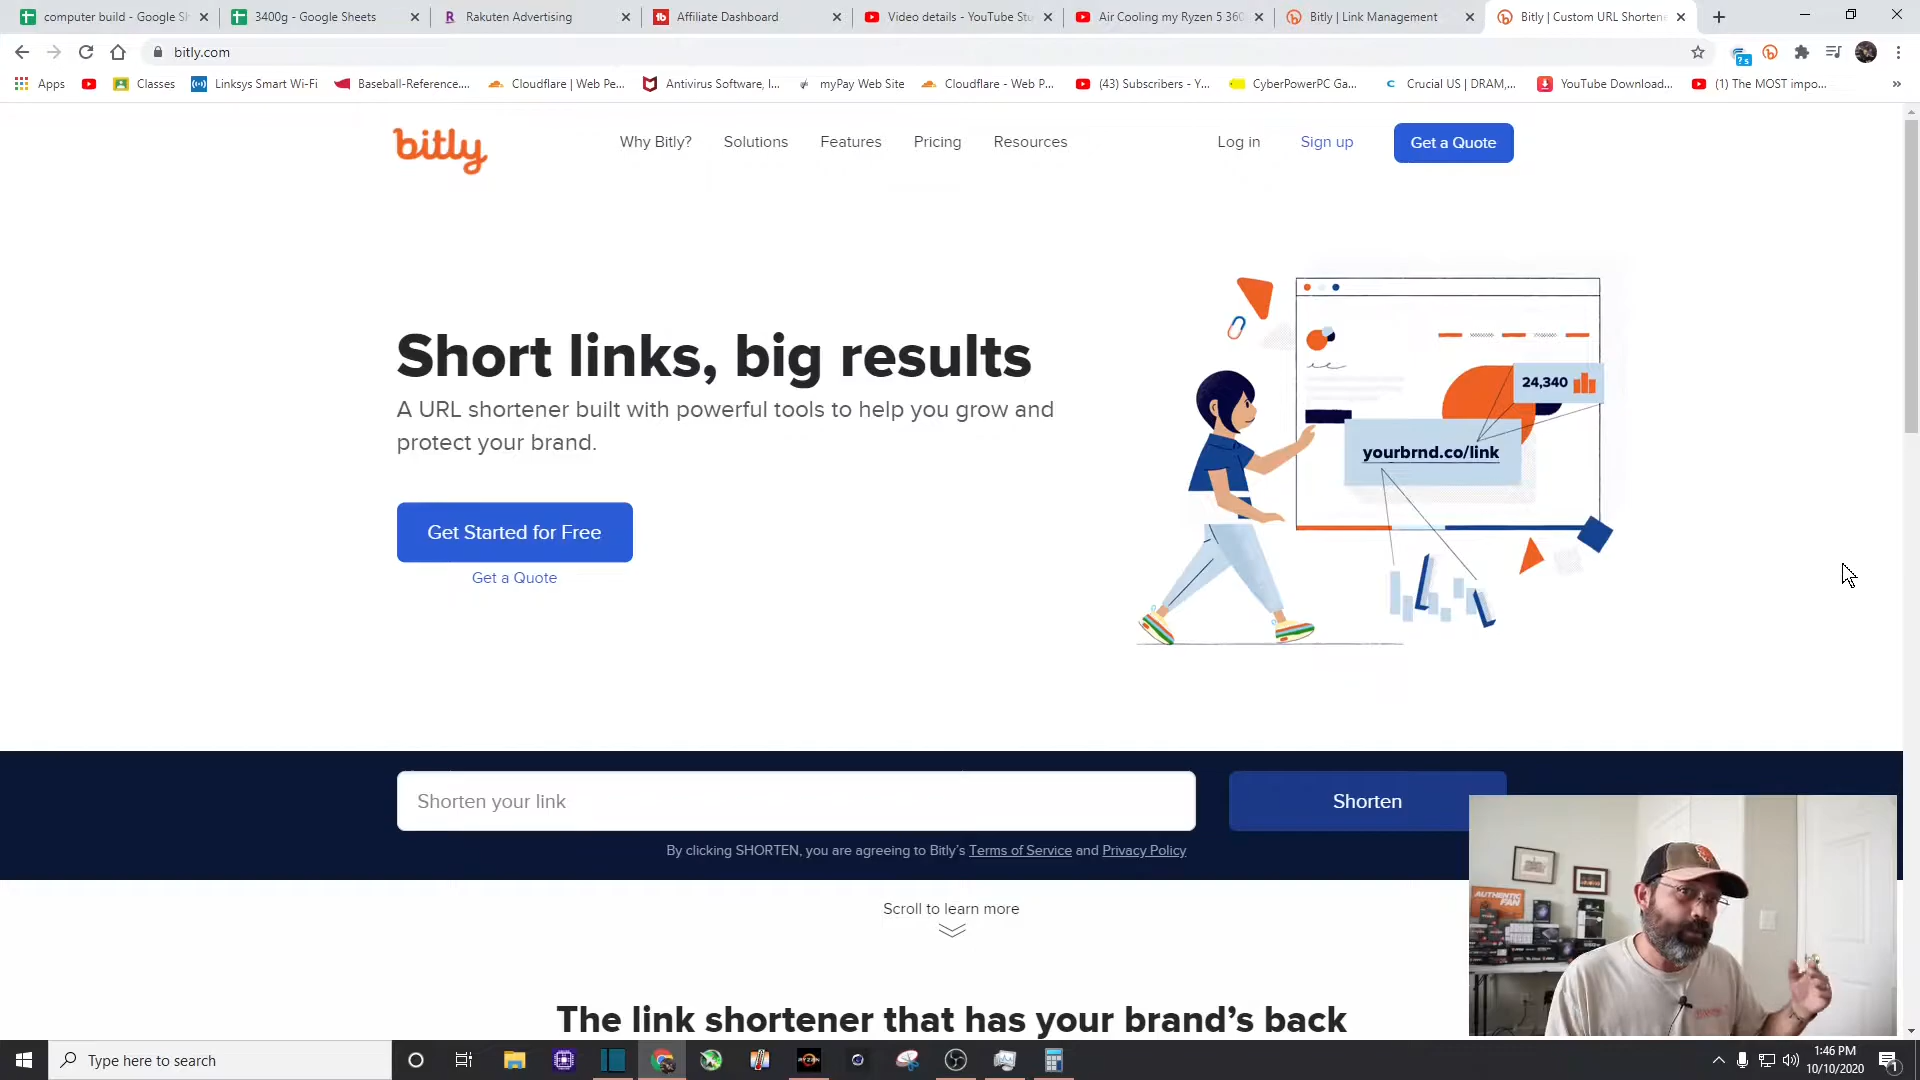 computer build - Google Sh
3400g - Google Sheets
Rakuten Advertising
Affiliate Dashboard
Video details - YouTube Stu
Air Cooling my Ryzen 5 360
Bitly | Link Management
Bitly | Custom URL Shortene
bitly.com
Apps
Classes
Linksys Smart Wi-Fi
Baseball-Reference....
Cloudflare | Web Pe...
Antivirus Software, I...
myPay Web Site
Cloudflare - Web P...
(43) Subscribers - Y...
CyberPowerPC Ga...
Crucial US | DRAM,...
YouTube Download...
(1) The MOST impo...
»
bitly
Why Bitly?
Solutions
Features
Pricing
Resources
Log in
Sign up
Get a Quote
Short links, big results
A URL shortener built with powerful tools to help you grow and
protect your brand.
Get Started for Free
Get a Quote
24,340
yourbrnd.co/link
Shorten your link
Shorten
By clicking SHORTEN, you are agreeing to Bitly's Terms of Service and Privacy Policy
Scroll to learn more
AUTHENTIC
FAN
The link shortener that has your brand's back
Type here to search
RYZEN
1:46 PM
10/10/2020
1